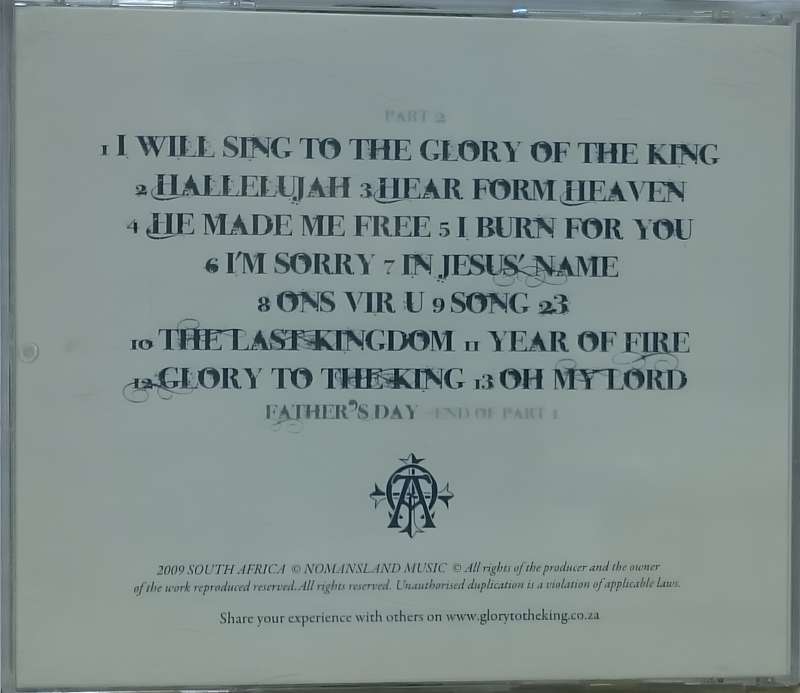 PART 2
1 I WILL SING TO THE GLORY OF THE KING
2 HALLELUJAH 3 HEAR FORM HEAVEN
4 HE MADE ME FREE 5 I BURN FOR YOU
6 I'M SORRY 7 IN JESUS' NAME
8 ONS VIR U 9 SONG 23
10 THE LAST KINGDOM 11 YEAR OF FIRE
12 GLORY TO THE KING 13 OH MY LORD
FATHER'S DAY -END OF PART 1
2009 SOUTH AFRICA © NOMANSLAND MUSIC © All rights of the producer and the owner
of the work reproduced reserved. All rights reserved. Unauthorised duplication is a violation of applicable laws.
Share your experience with others on www.glorytotheking.co.za